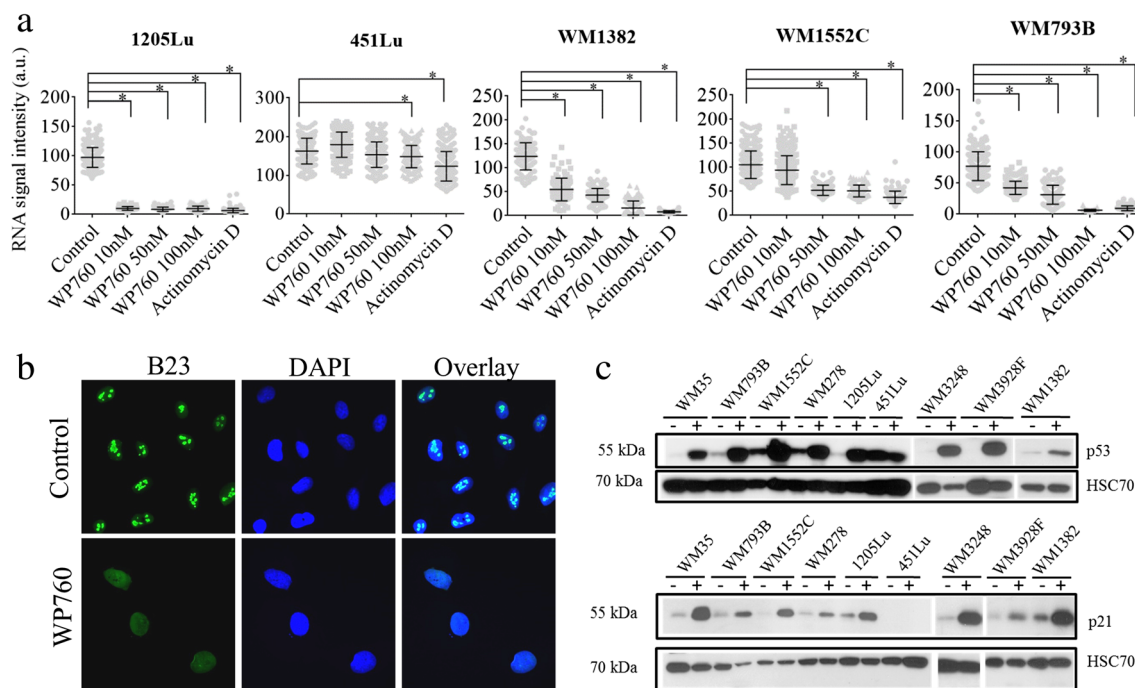 a
1205Lu
451Lu
WM1382
WM1552C
WM793B
RNA signal intensity (a.u.)
200
150
100
50
0
* * * *
Control
WP760 10nM
WP760 50nM
WP760 100nM
Actinomycin D
300
200
100
0
* *
Control
WP760 10nM
WP760 50nM
WP760 100nM
Actinomycin D
250
200
150
100
50
0
* * * *
Control
WP760 10nM
WP760 50nM
WP760 100nM
Actinomycin D
250
200
150
100
50
0
* * *
Control
WP760 10nM
WP760 50nM
WP760 100nM
Actinomycin D
200
150
100
50
0
* * * *
Control
WP760 10nM
WP760 50nM
WP760 100nM
Actinomycin D
b
B23 DAPI Overlay
Control
WP760
c
WM35 WM793B WM1552C WM278 1205Lu 451Lu WM3248 WM3928F WM1382
- + - + - + - + - + - + - + - + - +
55 kDa p53
70 kDa HSC70
WM35 WM793B WM1552C WM278 1205Lu 451Lu WM3248 WM3928F WM1382
- + - + - + - + - + - + - + - + - +
55 kDa p21
70 kDa HSC70